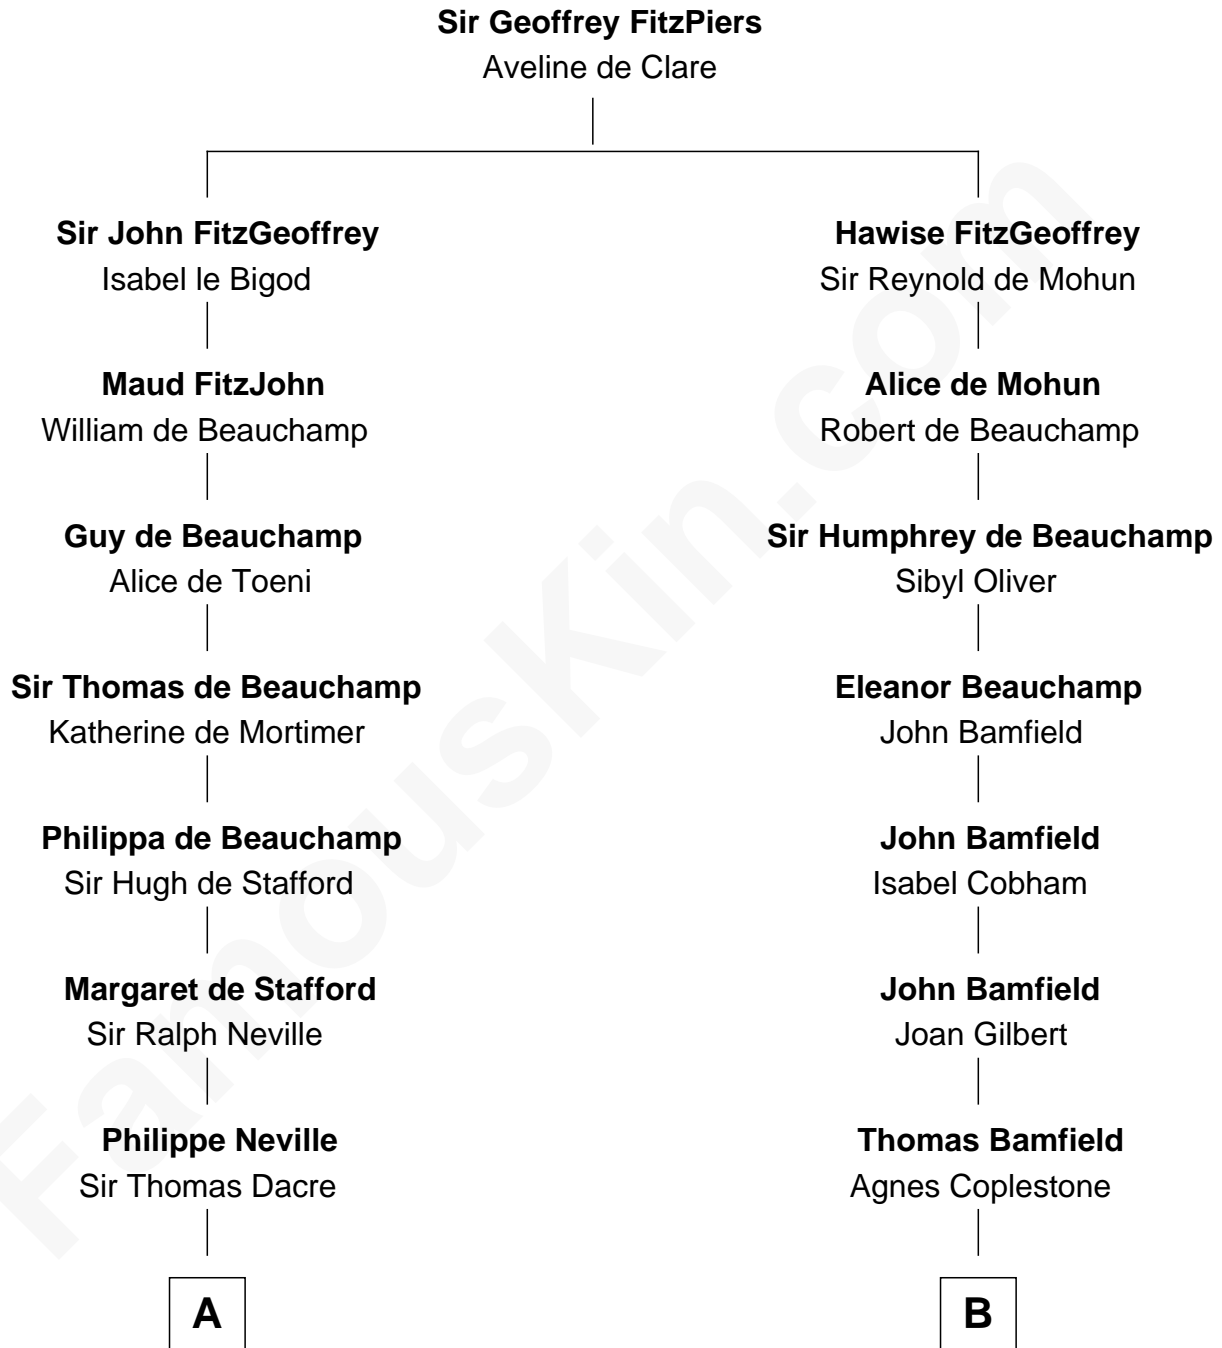 Sir Geoffrey FitzPiers
Aveline de Clare
Sir John FitzGeoffrey
Isabel le Bigod
Maud FitzJohn
William de Beauchamp
Guy de Beauchamp
Alice de Toeni
Sir Thomas de Beauchamp
Katherine de Mortimer
Philippa de Beauchamp
Sir Hugh de Stafford
Margaret de Stafford
Sir Ralph Neville
Philippe Neville
Sir Thomas Dacre
A
Hawise FitzGeoffrey
Sir Reynold de Mohun
Alice de Mohun
Robert de Beauchamp
Sir Humphrey de Beauchamp
Sibyl Oliver
Eleanor Beauchamp
John Bamfield
John Bamfield
Isabel Cobham
John Bamfield
Joan Gilbert
Thomas Bamfield
Agnes Coplestone
B
FamousKin.com